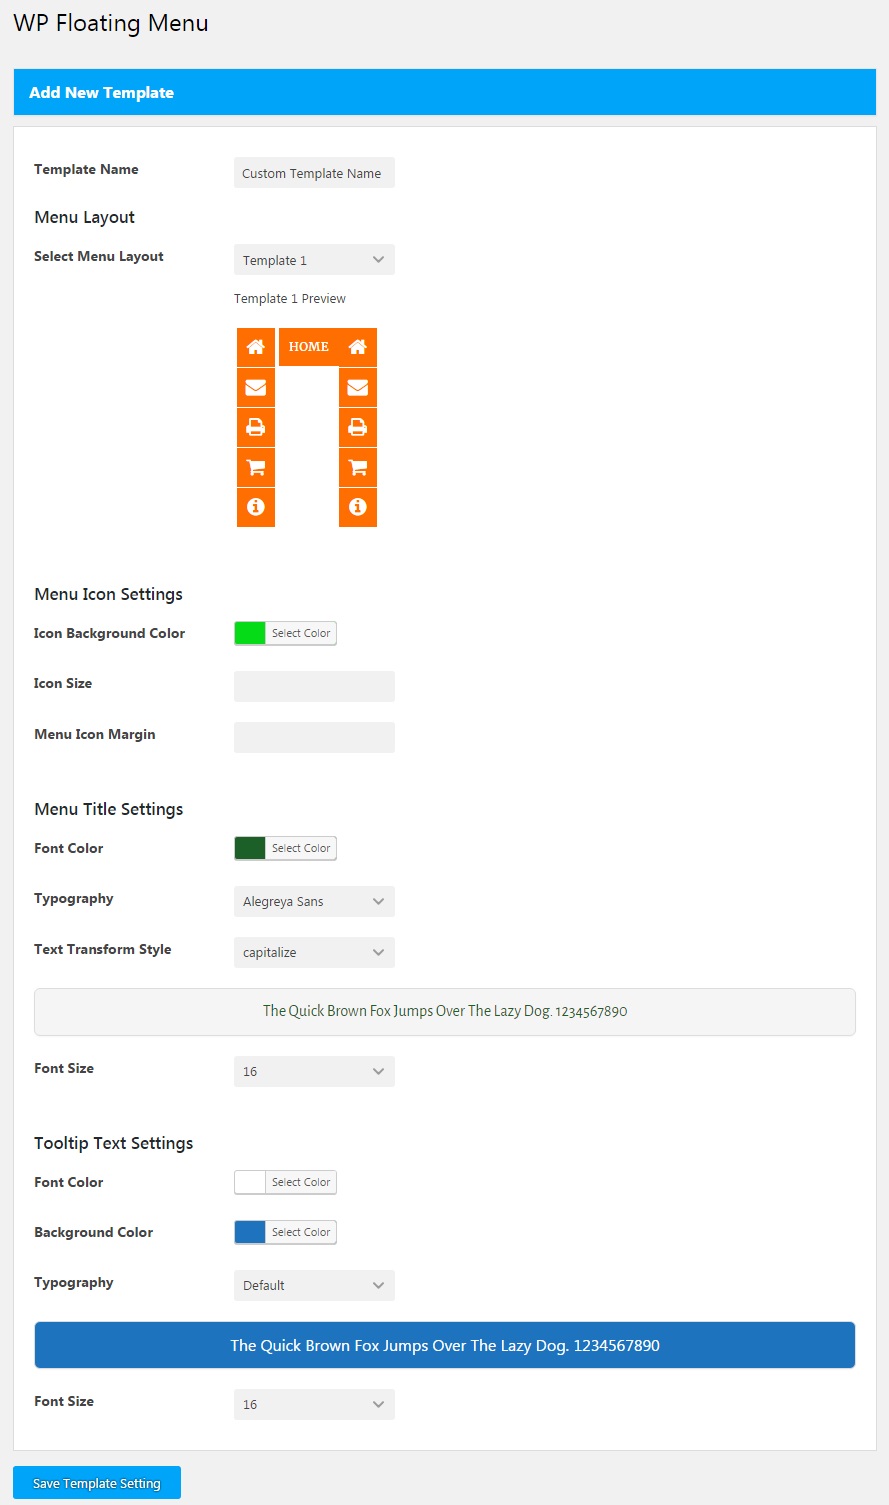 WP Floating Menu
Add New Template
Template Name
Custom Template Name
Menu Layout
Select Menu Layout
Template 1
Template 1 Preview
HOME
Menu Icon Settings
Icon Background Color
Select Color
Icon Size
Menu Icon Margin
Menu Title Settings
Font Color
Select Color
Typography
Alegreya Sans
Text Transform Style
capitalize
The Quick Brown Fox Jumps Over The Lazy Dog. 1234567890
Font Size
16
Tooltip Text Settings
Font Color
Select Color
Background Color
Select Color
Typography
Default
The Quick Brown Fox Jumps Over The Lazy Dog. 1234567890
Font Size
16
Save Template Setting